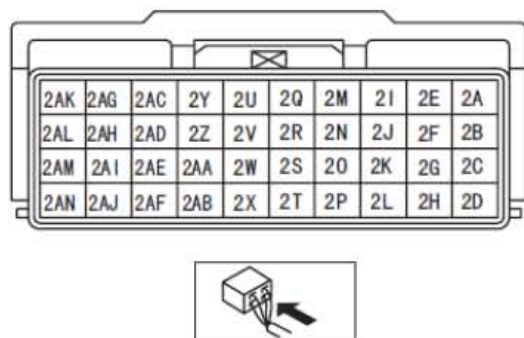 2AK 2AG 2AC 2Y 2U 2Q 2M 2I 2E 2A
2AL 2AH 2AD 2Z 2V 2R 2N 2J 2F 2B
2AM 2AI 2AE 2AA 2W 2S 2O 2K 2G 2C
2AN 2AJ 2AF 2AB 2X 2T 2P 2L 2H 2D